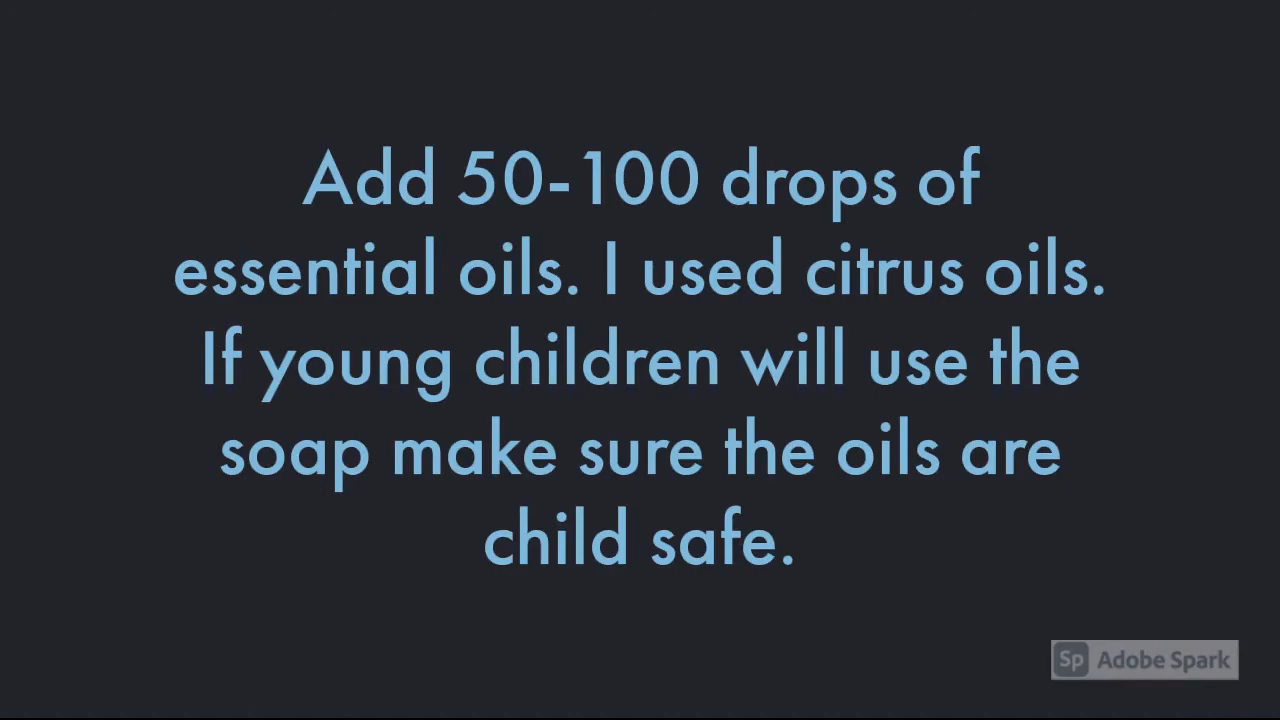 Add 50-100 drops of
essential oils. I used citrus oils.
If young children will use the
soap make sure the oils are
child safe.
Sp Adobe Spark